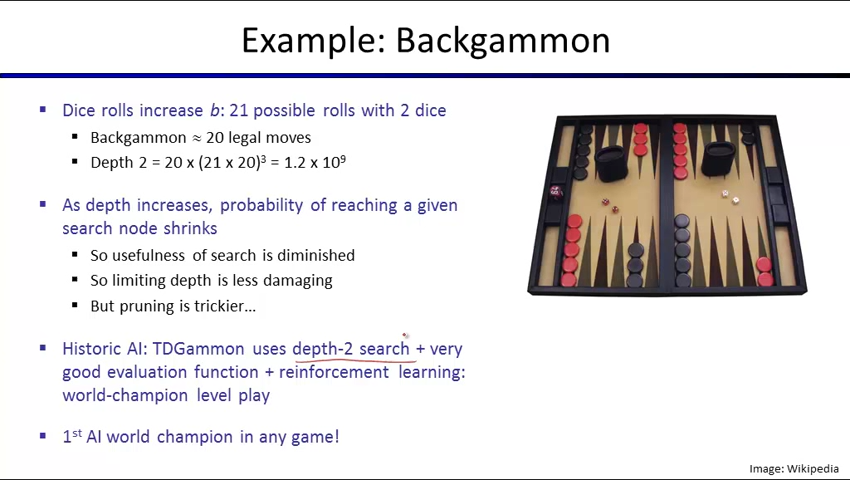 Example: Backgammon
▪ Dice rolls increase b: 21 possible rolls with 2 dice
▪ Backgammon ≈ 20 legal moves
▪ Depth 2 = 20 x (21 x 20)³ = 1.2 x 10⁹
▪ As depth increases, probability of reaching a given
search node shrinks
▪ So usefulness of search is diminished
▪ So limiting depth is less damaging
▪ But pruning is trickier…
▪ Historic AI: TDGammon uses depth-2 search + very
good evaluation function + reinforcement learning:
world-champion level play
▪ 1ˢᵗ AI world champion in any game!
Image: Wikipedia